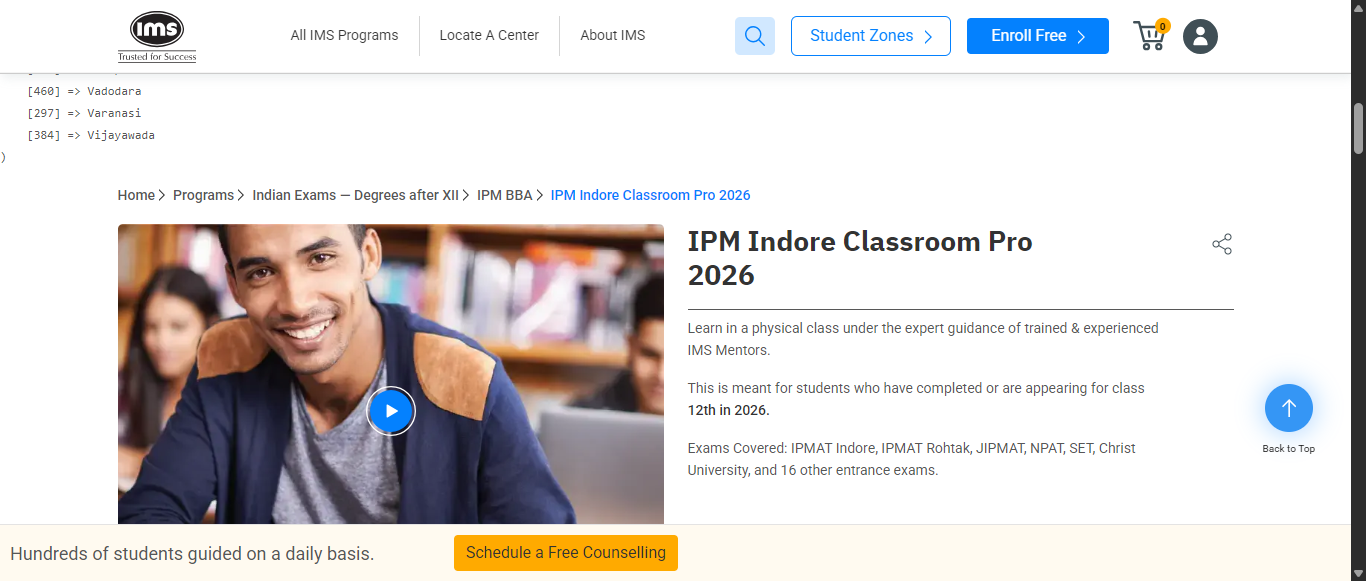 ims
Trusted for Success
All IMS Programs
Locate A Center
About IMS
Student Zones
Enroll Free
0
[460] => Vadodara
[297] => Varanasi
[384] => Vijayawada
)
Home > Programs > Indian Exams — Degrees after XII > IPM BBA > IPM Indore Classroom Pro 2026
IPM Indore Classroom Pro
2026
Learn in a physical class under the expert guidance of trained & experienced
IMS Mentors.
This is meant for students who have completed or are appearing for class
12th in 2026.
Exams Covered: IPMAT Indore, IPMAT Rohtak, JIPMAT, NPAT, SET, Christ
University, and 16 other entrance exams.
Back to Top
Hundreds of students guided on a daily basis.
Schedule a Free Counselling